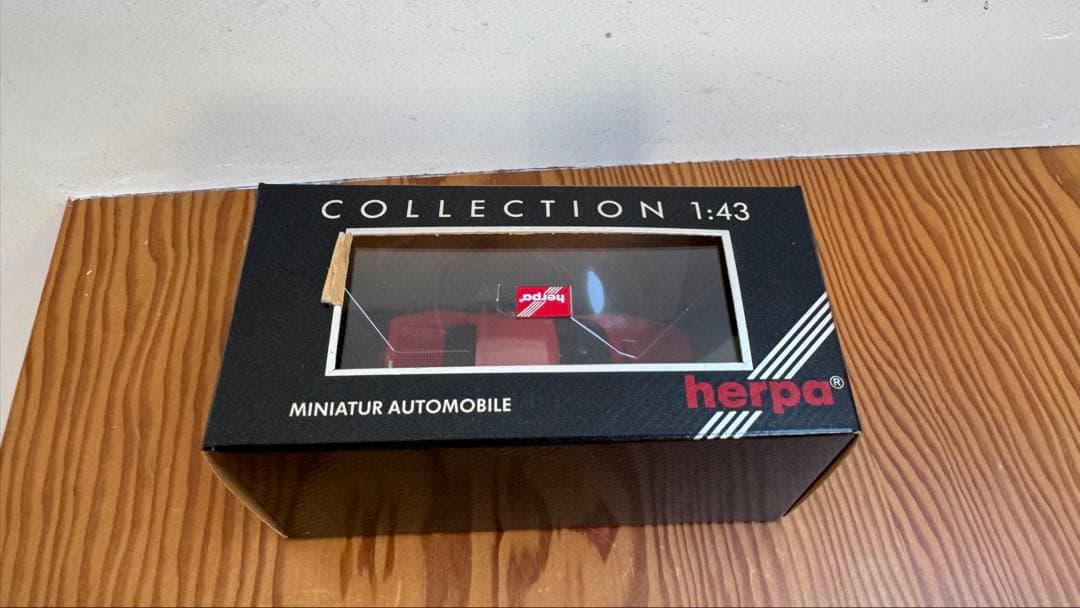 COLLECTION 1:43
herpa®
MINIATUR AUTOMOBILE
herpa®